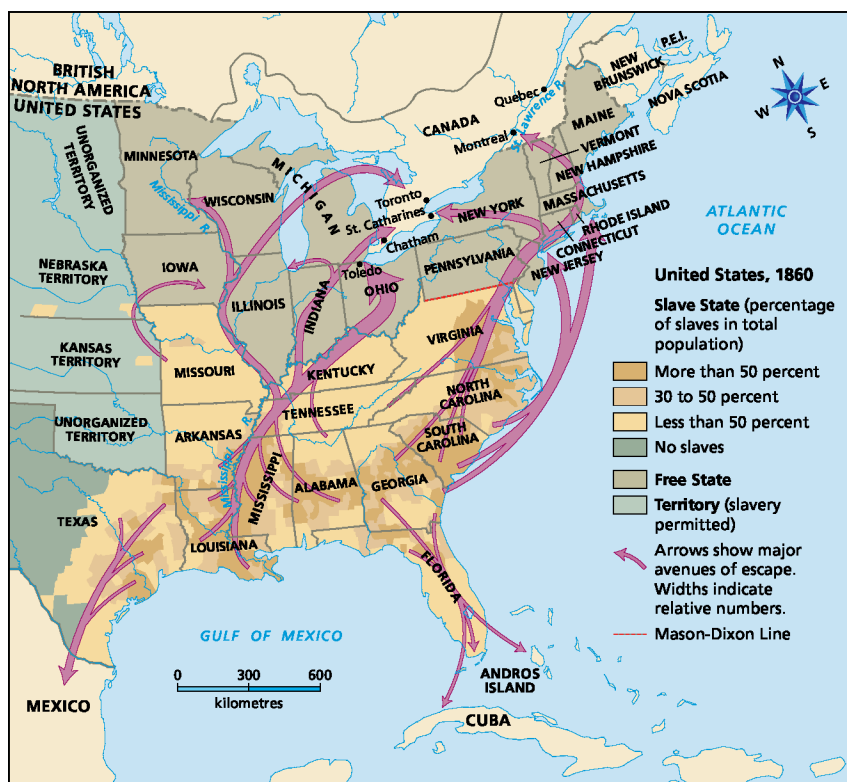 BRITISH
NORTH AMERICA
UNITED STATES
UNORGANIZED
TERRITORY
MINNESOTA
Mississippi R.
WISCONSIN
MICHIGAN
CANADA
Quebec
Montreal
St. Lawrence R.
NEW
BRUNSWICK
P.E.I.
NOVA SCOTIA
MAINE
VERMONT
NEW HAMPSHIRE
MASSACHUSETTS
RHODE ISLAND
CONNECTICUT
NEW JERSEY
NEW YORK
PENNSYLVANIA
Toronto
St. Catharines
Chatham
Toledo
OHIO
INDIANA
ILLINOIS
IOWA
NEBRASKA
TERRITORY
KANSAS
TERRITORY
UNORGANIZED
TERRITORY
MISSOURI
KENTUCKY
VIRGINIA
NORTH
CAROLINA
TENNESSEE
ARKANSAS
SOUTH
CAROLINA
Mississippi R.
MISSISSIPPI
ALABAMA
GEORGIA
TEXAS
LOUISIANA
FLORIDA
GULF OF MEXICO
MEXICO
ANDROS
ISLAND
CUBA
0 300 600
kilometres
N
E
S
W
ATLANTIC
OCEAN
United States, 1860
Slave State (percentage
of slaves in total
population)
More than 50 percent
30 to 50 percent
Less than 50 percent
No slaves
Free State
Territory (slavery
permitted)
Arrows show major
avenues of escape.
Widths indicate
relative numbers.
Mason-Dixon Line